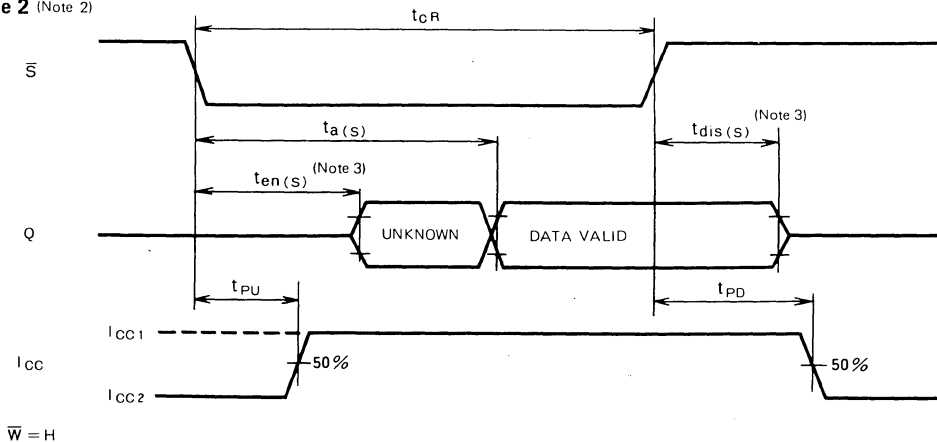 e 2 (Note 2)
tCR
S̅
ta(S)
tdis(S) (Note 3)
ten(S) (Note 3)
Q
UNKNOWN
DATA VALID
tPU
tPD
ICC1
ICC
50%
50%
ICC2
W̅ = H